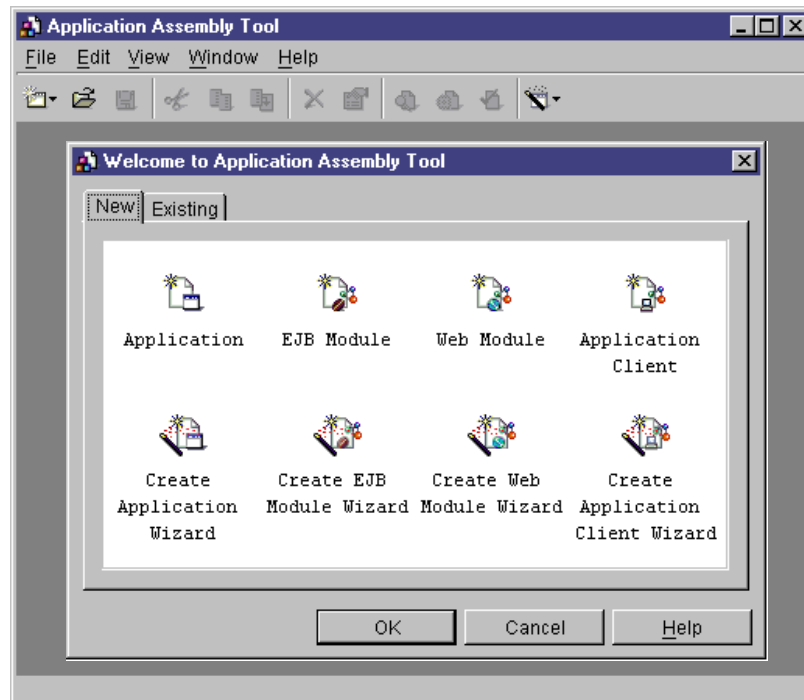 Application Assembly Tool
File Edit View Window Help
Welcome to Application Assembly Tool
New Existing
Application EJB Module Web Module Application Client
Create Application Wizard Create EJB Module Wizard Create Web Module Wizard Create Application Client Wizard
OK Cancel Help